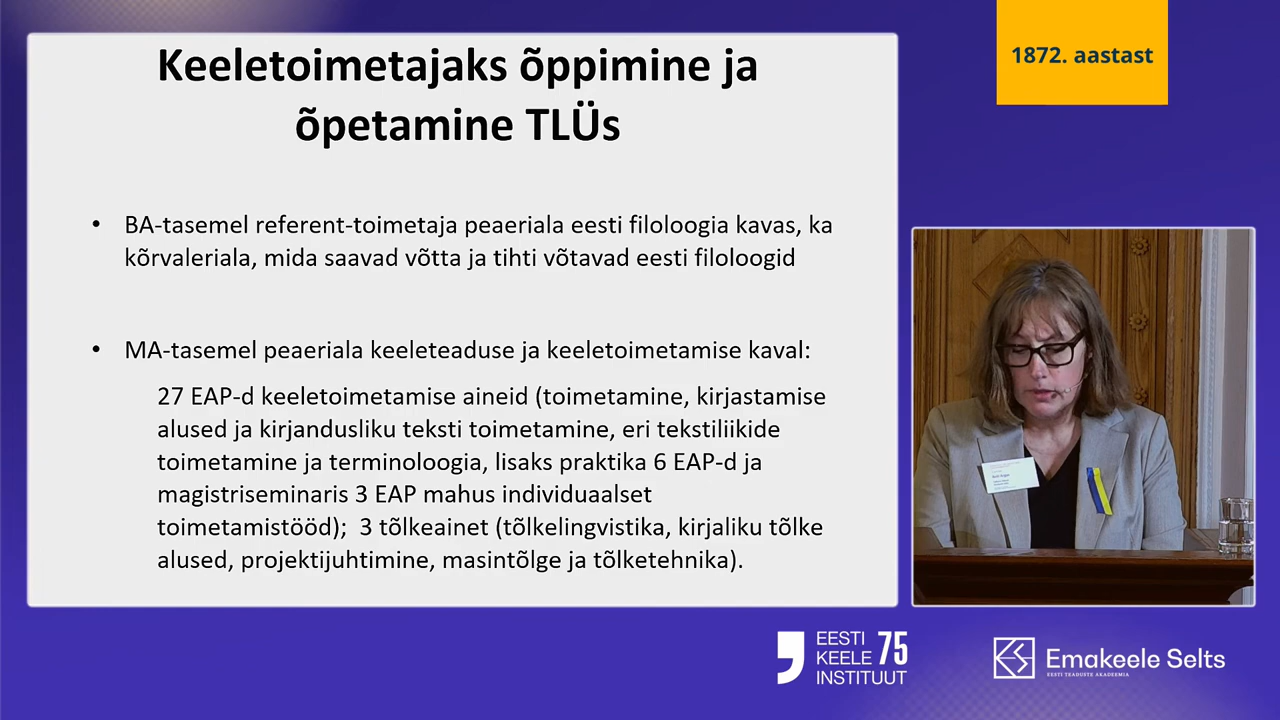 Keeletoimetajaks õppimine ja
õpetamine TLÜs
• BA-tasemel referent-toimetaja peaeriala eesti filoloogia kavas, ka
kõrvaleriala, mida saavad võtta ja tihti võtavad eesti filoloogid
• MA-tasemel peaeriala keeleteaduse ja keeletoimetamise kaval:
27 EAP-d keeletoimetamise aineid (toimetamine, kirjastamise
alused ja kirjandusliku teksti toimetamine, eri tekstiliikide
toimetamine ja terminoloogia, lisaks praktika 6 EAP-d ja
magistriseminaris 3 EAP mahus individuaalset
toimetamistööd); 3 tõlkeainet (tõlkelingvistika, kirjaliku tõlke
alused, projektijuhtimine, masintõlge ja tõlketehnika).
1872. aastast
EESTI
KEELE 75
INSTITUUT
Emakeele Selts
EESTI TEADUSTE AKADEEMIA